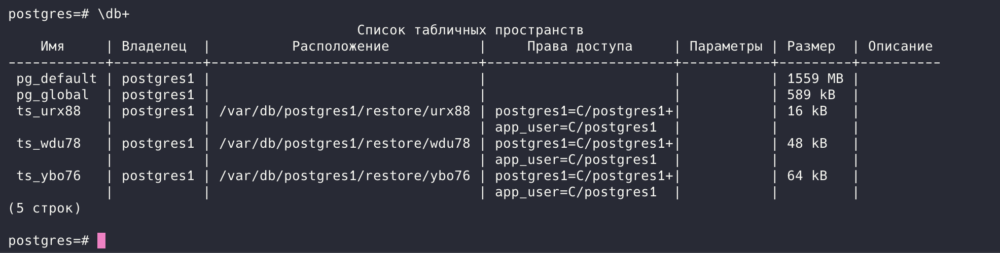 postgres=# \db+
                                      Список табличных пространств
    Имя     | Владелец  |          Расположение           |     Права доступа     | Параметры | Размер  | Описание 
------------+-----------+---------------------------------+-----------------------+-----------+---------+----------
 pg_default | postgres1 |                                 |                       |           | 1559 MB | 
 pg_global  | postgres1 |                                 |                       |           | 589 kB  | 
 ts_urx88   | postgres1 | /var/db/postgres1/restore/urx88 | postgres1=C/postgres1+|           | 16 kB   | 
            |           |                                 | app_user=C/postgres1  |           |         | 
 ts_wdu78   | postgres1 | /var/db/postgres1/restore/wdu78 | postgres1=C/postgres1+|           | 48 kB   | 
            |           |                                 | app_user=C/postgres1  |           |         | 
 ts_ybo76   | postgres1 | /var/db/postgres1/restore/ybo76 | postgres1=C/postgres1+|           | 64 kB   | 
            |           |                                 | app_user=C/postgres1  |           |         | 
(5 строк)

postgres=#